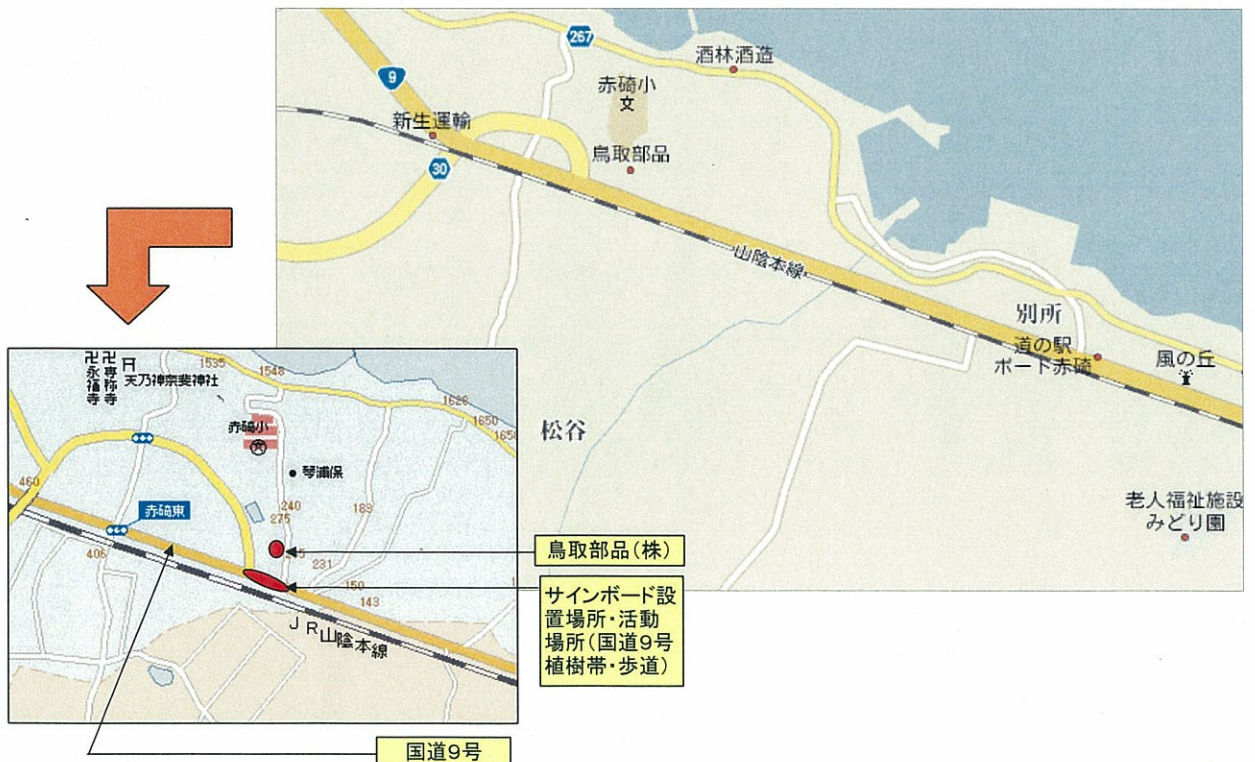 267
酒林酒造
9
赤碕小
文
新生運輸
鳥取部品
30
山陰本線
別所
道の駅
ポート赤碕
風の丘
松谷
老人福祉施設
みどり園
卍永福寺
卍専称寺
天乃神奈斐神社
1535
1548
1628
1650
赤碕小
琴浦保
460
赤碕東
240
275
183
406
231
150
143
JR山陰本線
鳥取部品(株)
サインボード設
置場所・活動
場所(国道9号
植樹帯・歩道)
国道9号